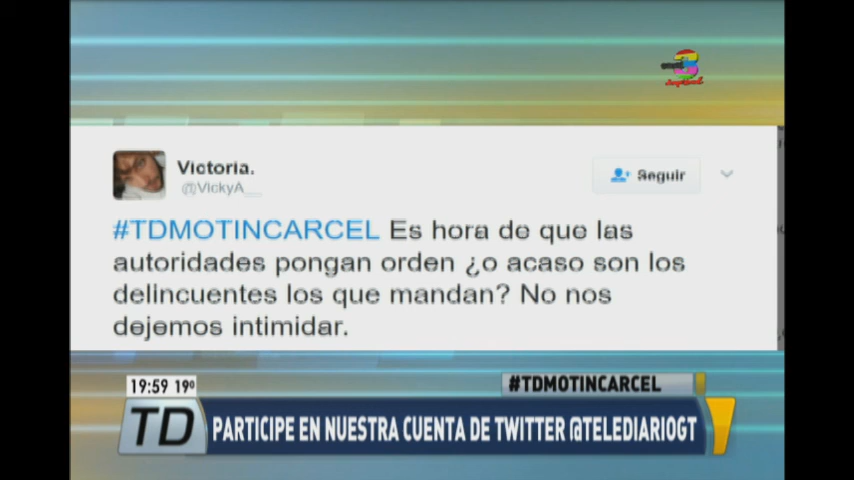 3
Victoria.
@VickyA__
Seguir
#TDMOTINCARCEL Es hora de que las
autoridades pongan orden ¿o acaso son los
delincuentes los que mandan? No nos
dejemos intimidar.
19:59 19º
#TDMOTINCARCEL
TD
PARTICIPE EN NUESTRA CUENTA DE TWITTER @TELEDIARIOGT